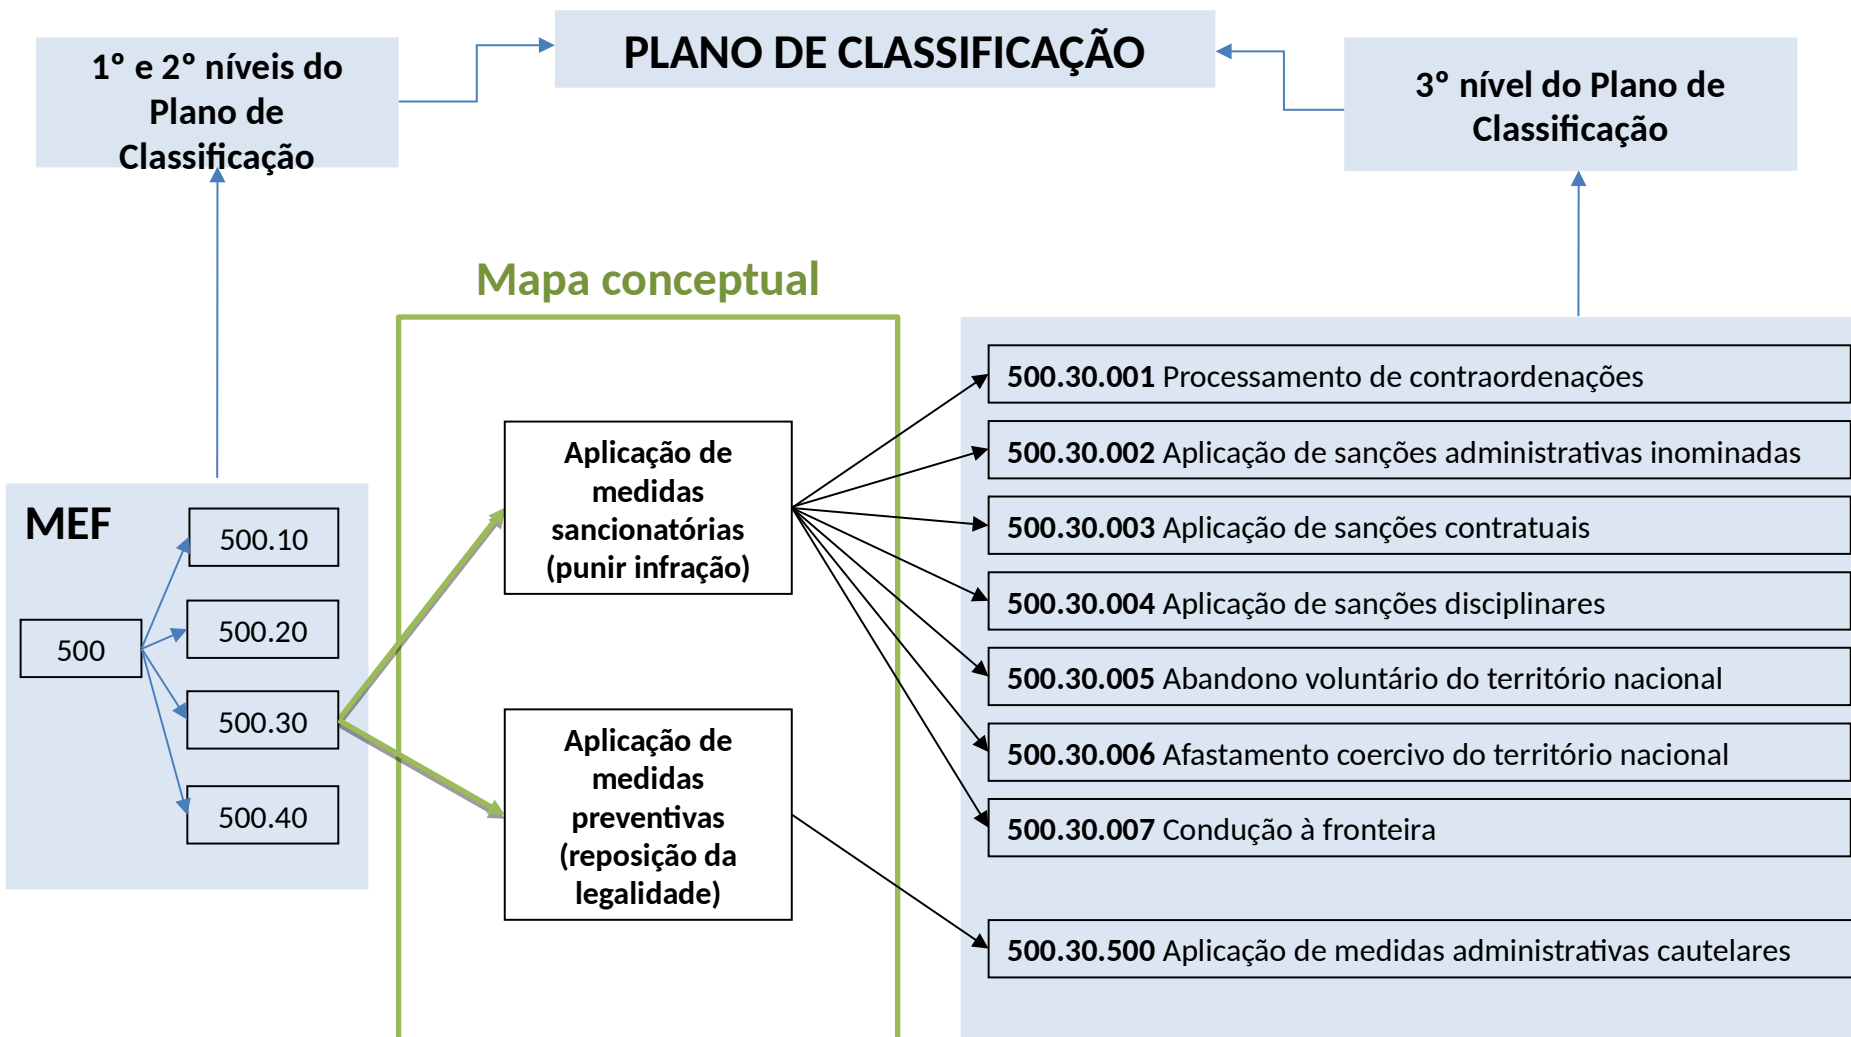 PLANO DE CLASSIFICAÇÃO
1º e 2º níveis do
Plano de
Classificação
3º nível do Plano de
Classificação
Mapa conceptual
MEF
500
500.10
500.20
500.30
500.40
Aplicação de
medidas
sancionatórias
(punir infração)
Aplicação de
medidas
preventivas
(reposição da
legalidade)
500.30.001 Processamento de contraordenações
500.30.002 Aplicação de sanções administrativas inominadas
500.30.003 Aplicação de sanções contratuais
500.30.004 Aplicação de sanções disciplinares
500.30.005 Abandono voluntário do território nacional
500.30.006 Afastamento coercivo do território nacional
500.30.007 Condução à fronteira
500.30.500 Aplicação de medidas administrativas cautelares